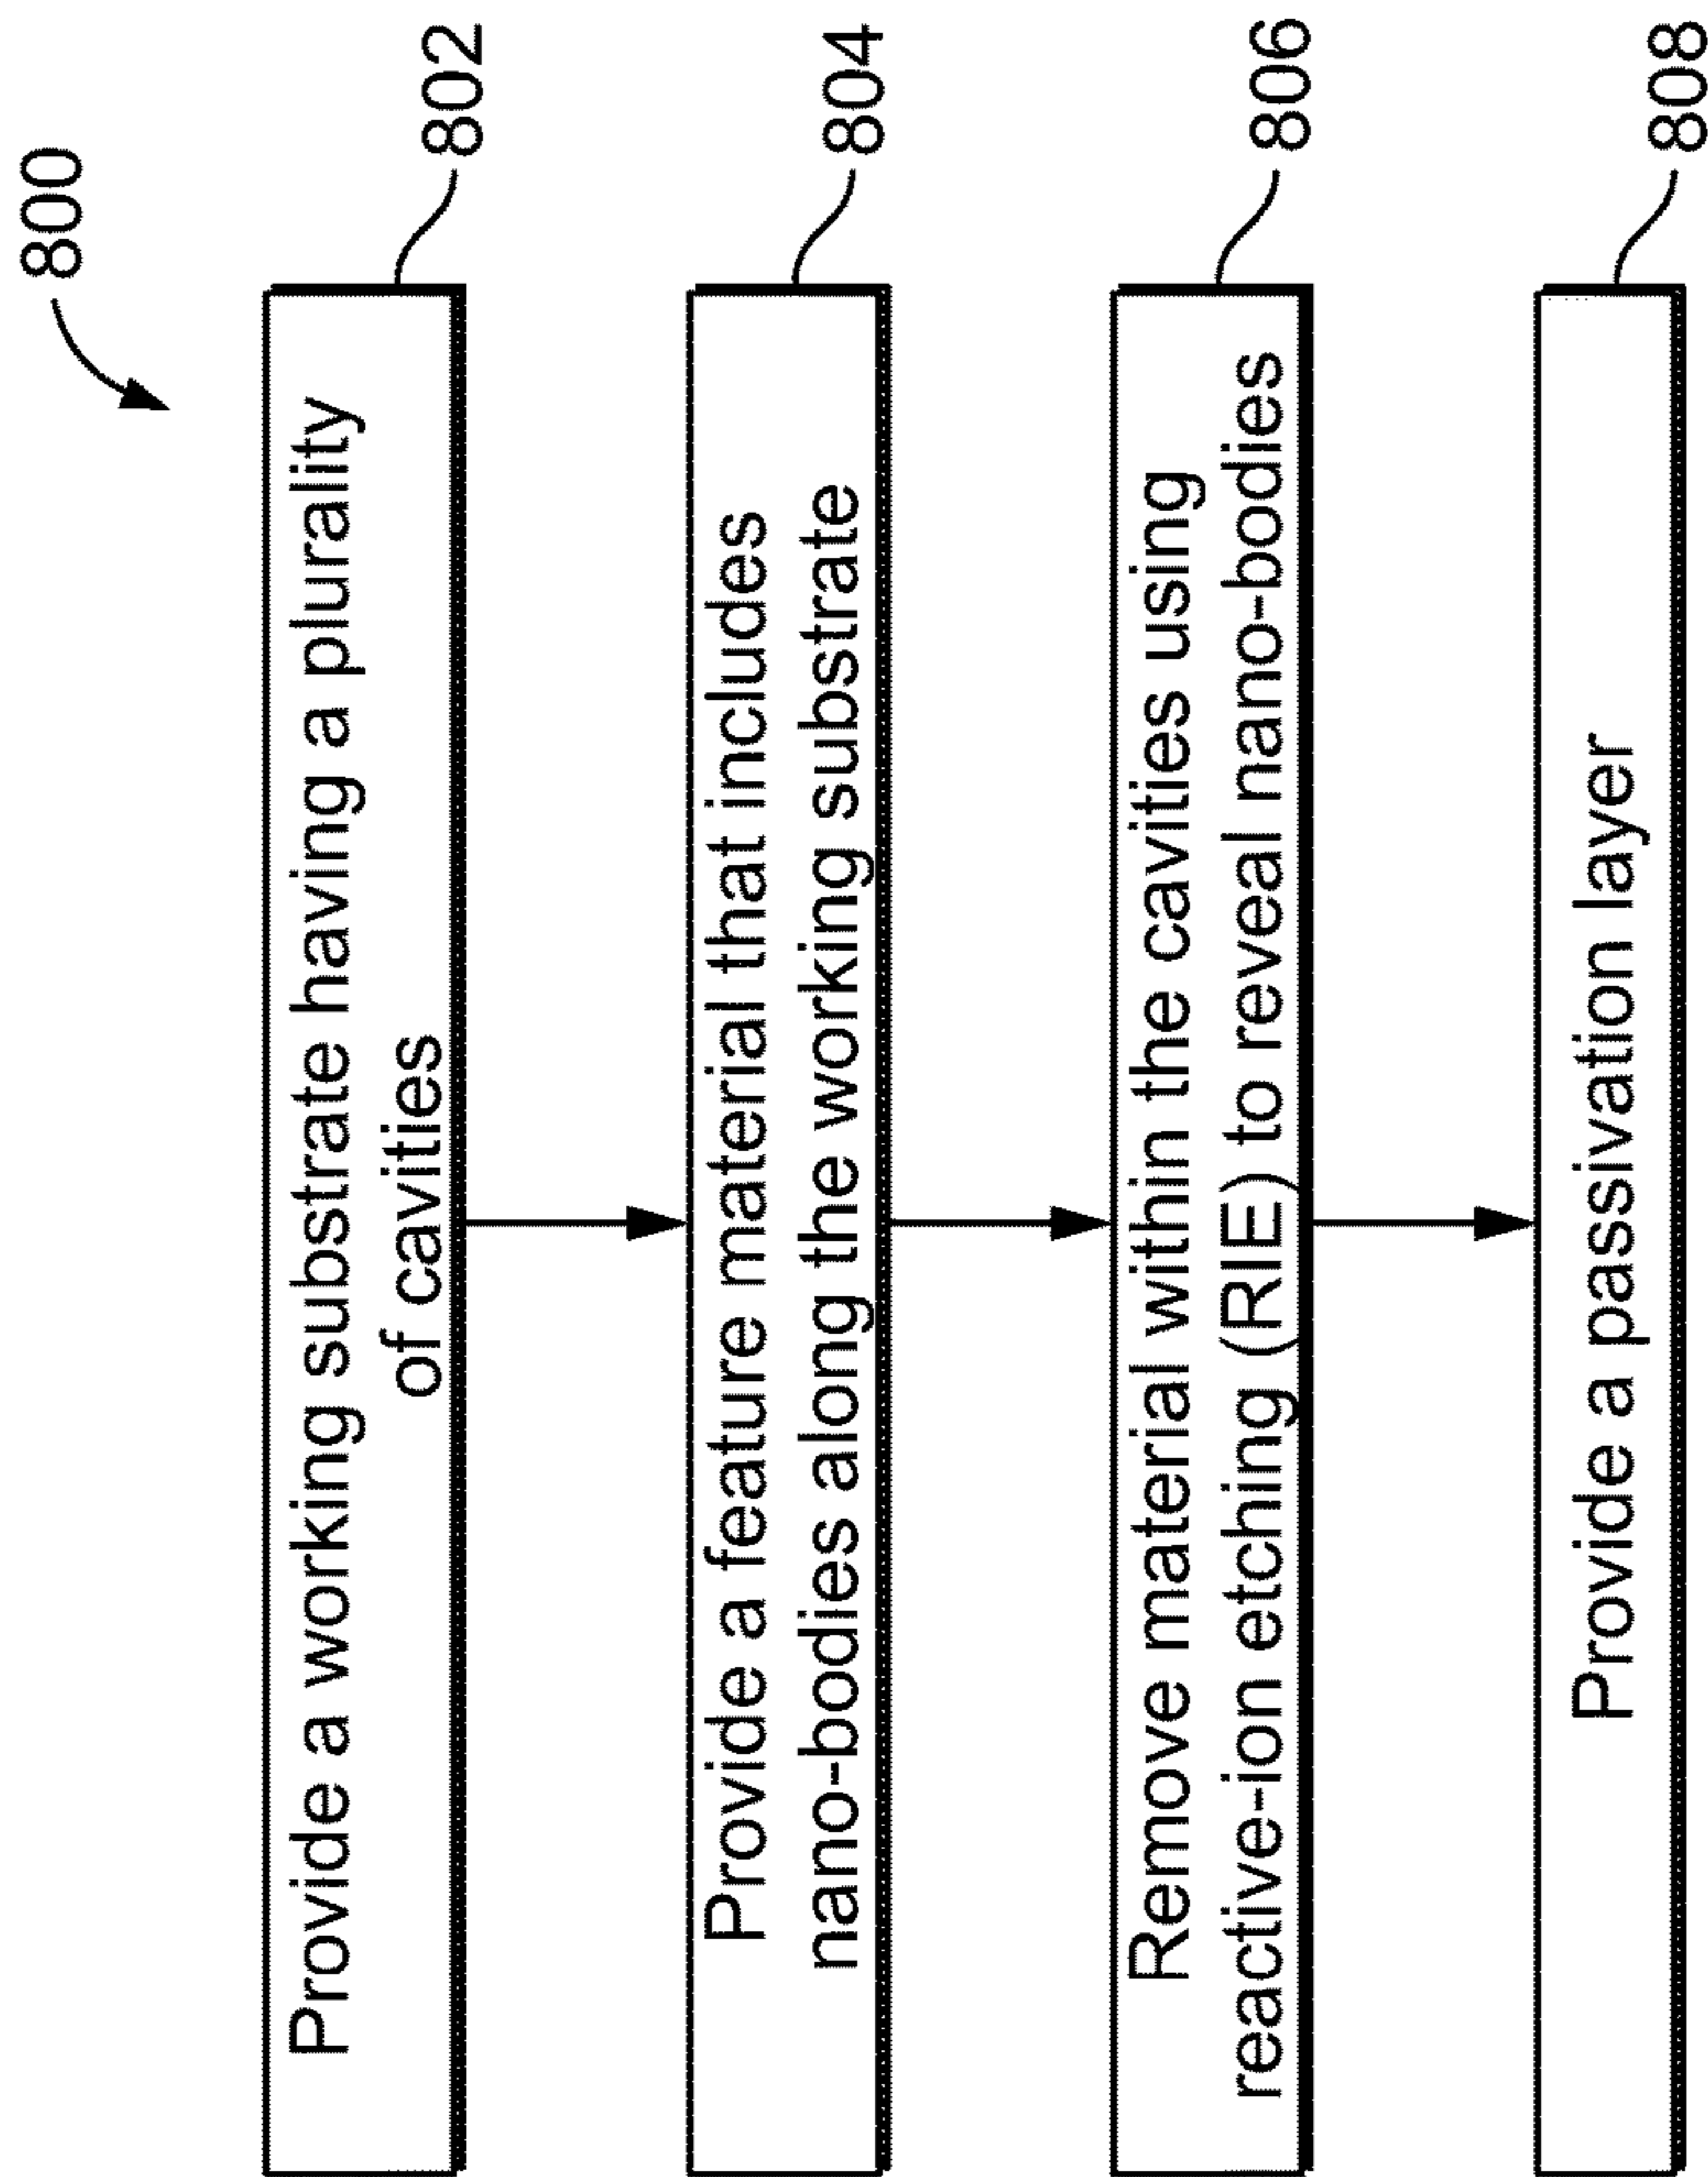 800
Provide a working substrate having a plurality
of cavities
802
Provide a feature material that includes
nano-bodies along the working substrate
804
Remove material within the cavities using
reactive-ion etching (RIE) to reveal nano-bodies
806
Provide a passivation layer
808